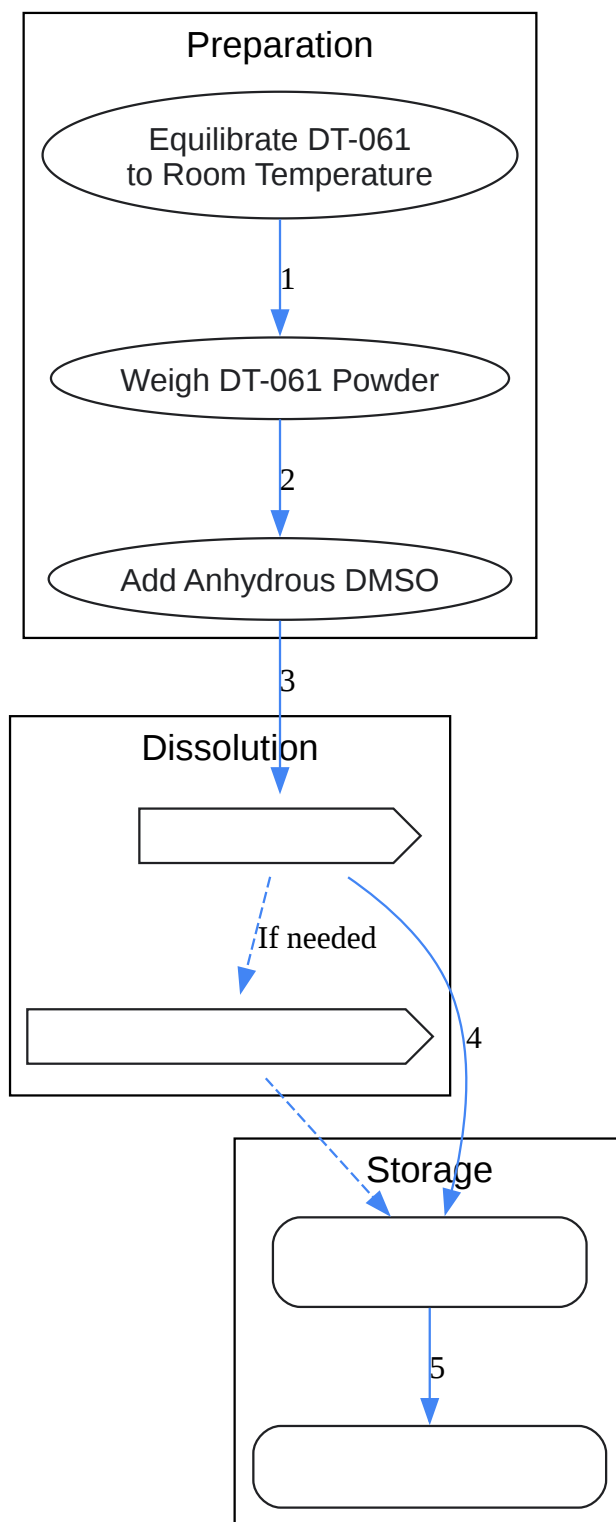 Preparation
Equilibrate DT-061
to Room Temperature
1
Weigh DT-061 Powder
2
Add Anhydrous DMSO
3
Dissolution
If needed
4
Storage
5